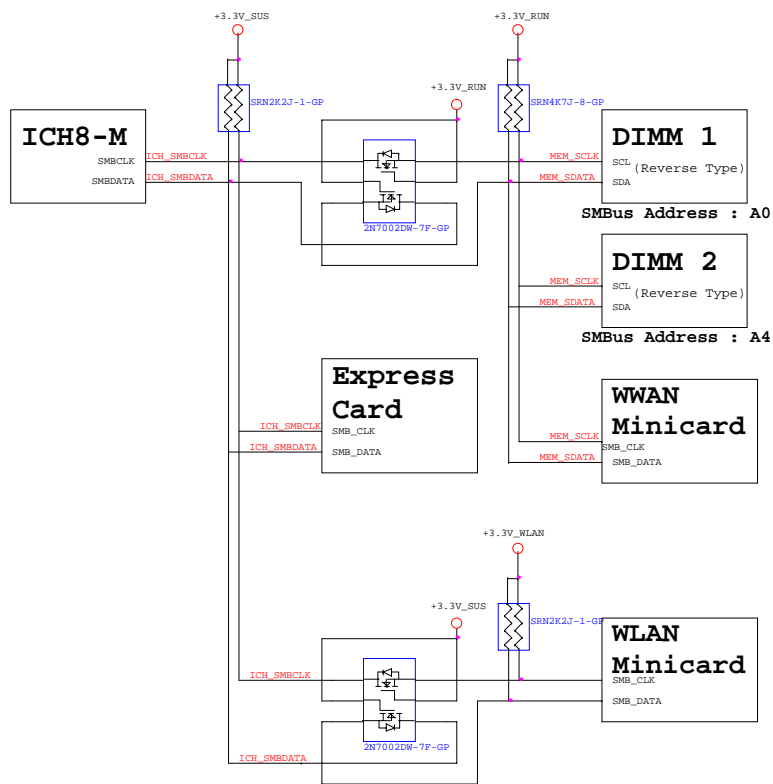 +3.3V_SUS
+3.3V_RUN
SRN2K2J-1-GP
+3.3V_RUN
SRN4K7J-8-GP
ICH8-M
SMBCLK
SMBDATA
ICH_SMBCLK
ICH_SMBDATA
2N7002DW-7F-GP
MEM_SCLK
MEM_SDATA
DIMM 1
SCL
(Reverse Type)
SDA
SMBus Address : A0
MEM_SCLK
MEM_SDATA
DIMM 2
SCL
(Reverse Type)
SDA
SMBus Address : A4
Express
Card
ICH_SMBCLK
ICH_SMBDATA
SMB_CLK
SMB_DATA
WWAN
Minicard
MEM_SCLK
MEM_SDATA
SMB_CLK
SMB_DATA
+3.3V_WLAN
+3.3V_SUS
SRN2K2J-1-GP
ICH_SMBCLK
ICH_SMBDATA
2N7002DW-7F-GP
WLAN
Minicard
SMB_CLK
SMB_DATA